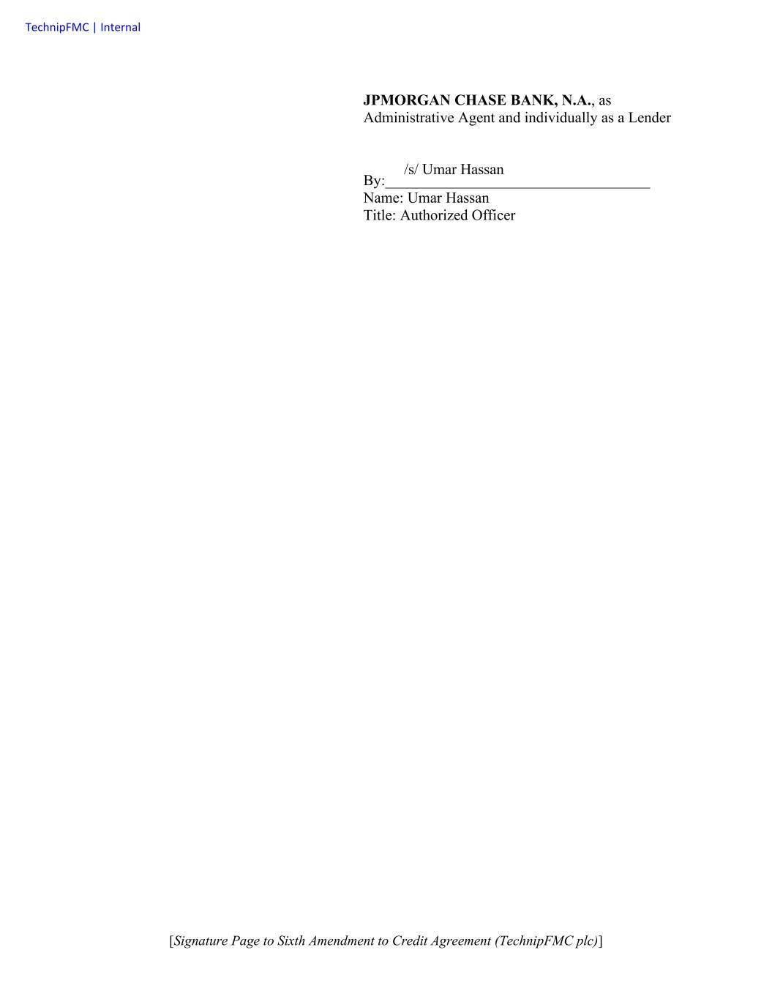 TechnipFMC | Internal
JPMORGAN CHASE BANK, N.A., as
Administrative Agent and individually as a Lender
/s/ Umar Hassan
By:
Name: Umar Hassan
Title: Authorized Officer
[Signature Page to Sixth Amendment to Credit Agreement (TechnipFMC plc)]